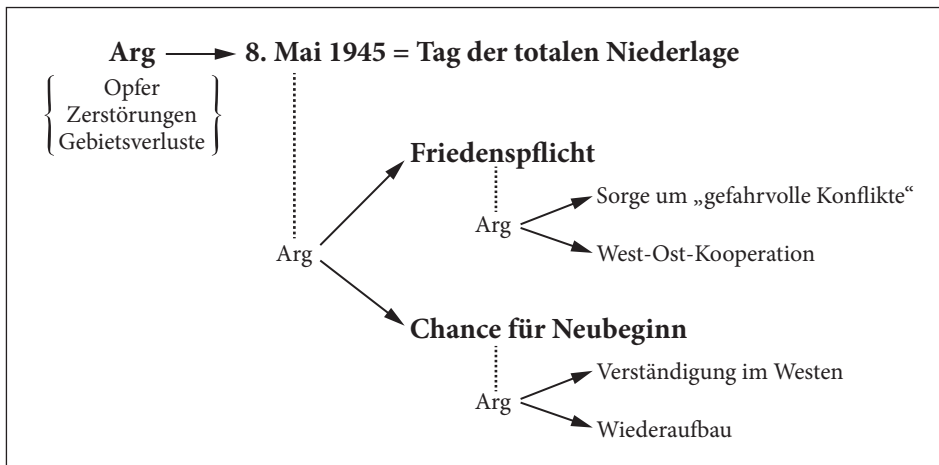 Arg 8. Mai 1945 = Tag der totalen Niederlage
Opfer
Zerstörungen
Gebietsverluste
Friedenspflicht
Sorge um „gefahrvolle Konflikte“
Arg
Arg
West-Ost-Kooperation
Chance für Neubeginn
Verständigung im Westen
Arg
Wiederaufbau